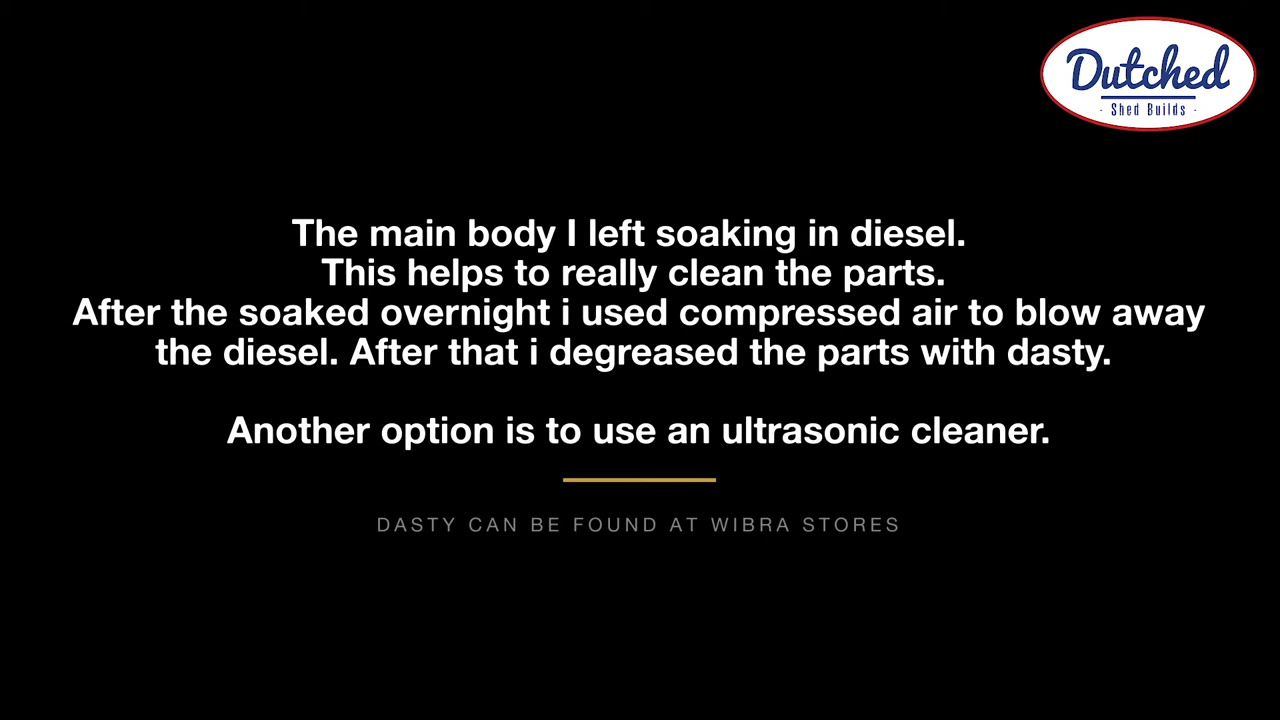 Dutched
· Shed Builds ·
The main body I left soaking in diesel.
This helps to really clean the parts.
After the soaked overnight i used compressed air to blow away
the diesel. After that i degreased the parts with dasty.
Another option is to use an ultrasonic cleaner.
DASTY CAN BE FOUND AT WIBRA STORES